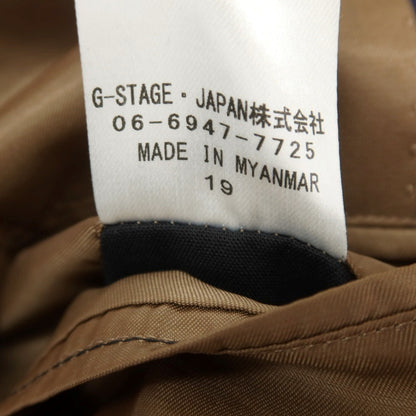 G-STAGE・JAPAN株式会社
06-6947-7725
MADE IN MYANMAR
19